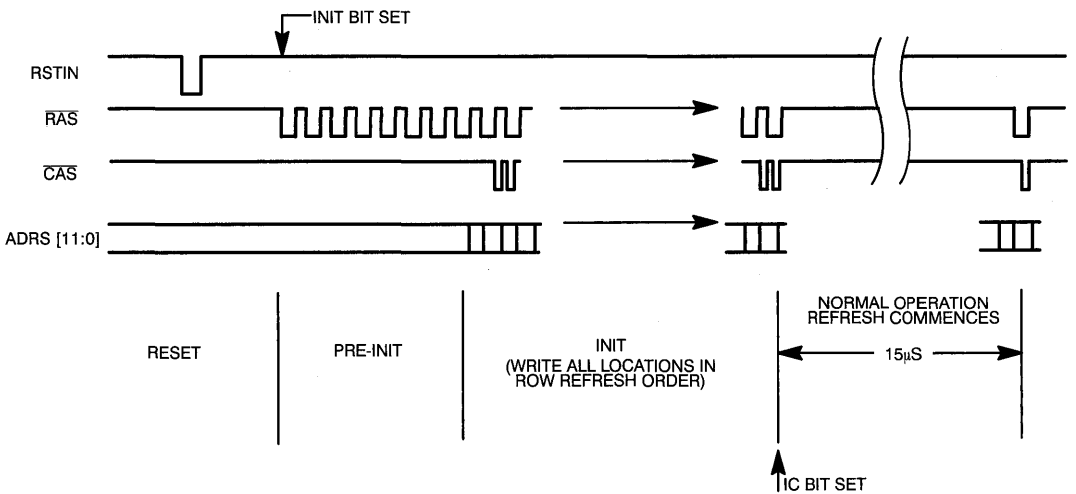 INIT BIT SET
RSTIN
RAS
CAS
ADRS [11:0]
RESET
PRE-INIT
INIT
(WRITE ALL LOCATIONS IN
ROW REFRESH ORDER)
NORMAL OPERATION
REFRESH COMMENCES
15µS
IC BIT SET